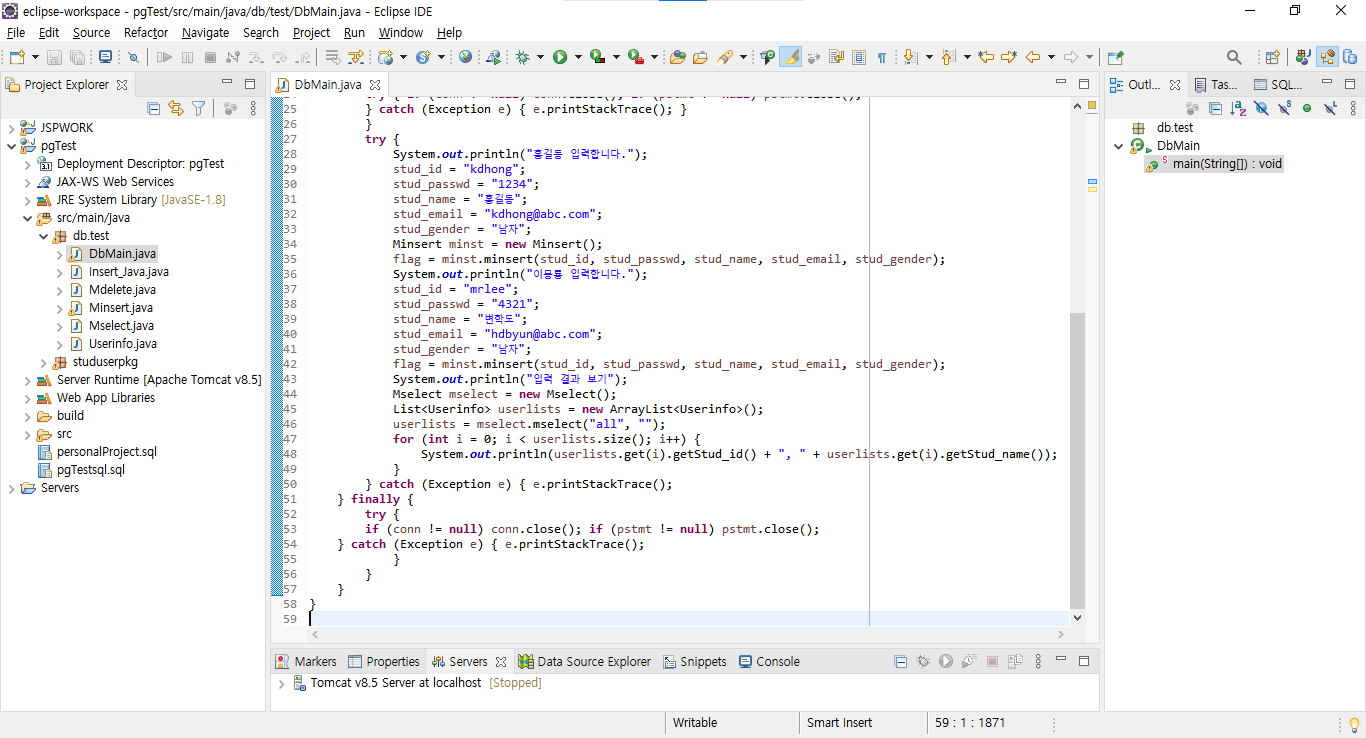 eclipse-workspace - pgTest/src/main/java/db/test/DbMain.java - Eclipse IDE
File Edit Source Refactor Navigate Search Project Run Window Help
Project Explorer
JSPWORK
pgTest
Deployment Descriptor: pgTest
JAX-WS Web Services
JRE System Library [JavaSE-1.8]
src/main/java
db.test
DbMain.java
Insert_Java.java
Mdelete.java
Minsert.java
Mselect.java
Userinfo.java
studuserpkg
Server Runtime [Apache Tomcat v8.5]
Web App Libraries
build
src
personalProject.sql
pgTestsql.sql
Servers
DbMain.java
25 } catch (Exception e) { e.printStackTrace(); }
26 }
27 try {
28 System.out.println("홍길동 입력합니다.");
29 stud_id = "kdhong";
30 stud_passwd = "1234";
31 stud_name = "홍길동";
32 stud_email = "kdhong@abc.com";
33 stud_gender = "남자";
34 Minsert minst = new Minsert();
35 flag = minst.minsert(stud_id, stud_passwd, stud_name, stud_email, stud_gender);
36 System.out.println("이몽룡 입력합니다.");
37 stud_id = "mrlee";
38 stud_passwd = "4321";
39 stud_name = "변학도";
40 stud_email = "hdbyun@abc.com";
41 stud_gender = "남자";
42 flag = minst.minsert(stud_id, stud_passwd, stud_name, stud_email, stud_gender);
43 System.out.println("입력 결과 보기");
44 Mselect mselect = new Mselect();
45 List<Userinfo> userlists = new ArrayList<Userinfo>();
46 userlists = mselect.mselect("all", "");
47 for (int i = 0; i < userlists.size(); i++) {
48 System.out.println(userlists.get(i).getStud_id() + ", " + userlists.get(i).getStud_name());
49 }
50 } catch (Exception e) { e.printStackTrace();
51 } finally {
52 try {
53 if (conn != null) conn.close(); if (pstmt != null) pstmt.close();
54 } catch (Exception e) { e.printStackTrace();
55 }
56 }
57 }
58 }
59
Outl... Tas... SQL...
db.test
DbMain
main(String[]) : void
Markers Properties Servers Data Source Explorer Snippets Console
Tomcat v8.5 Server at localhost [Stopped]
Writable Smart Insert 59 : 1 : 1871